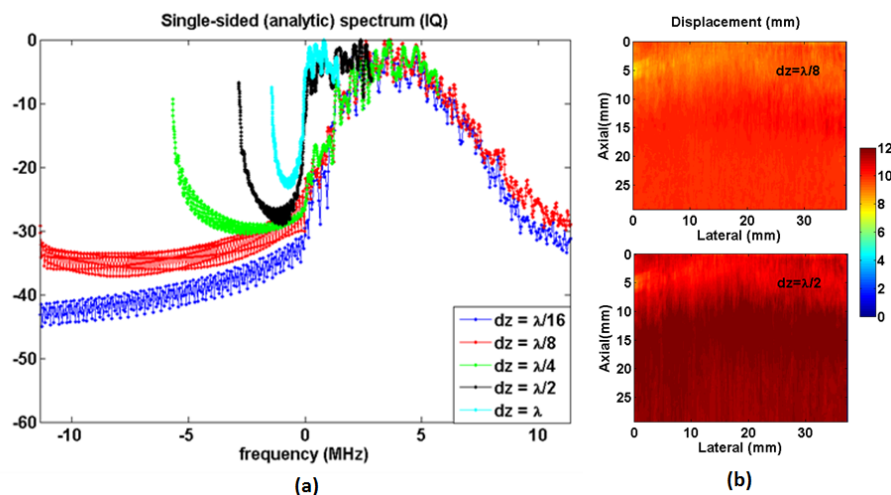 Single-sided (analytic) spectrum (IQ)
0
-10
-20
-30
-40
-50
-60
-10
-5
0
5
10
frequency (MHz)
dz = λ/16
dz = λ/8
dz = λ/4
dz = λ/2
dz = λ
(a)
Displacement (mm)
dz=λ/8
Axial(mm)
0
5
10
15
20
25
0
10
20
30
Lateral (mm)
dz=λ/2
Axial(mm)
0
5
10
15
20
25
0
10
20
30
Lateral (mm)
12
10
8
6
4
2
0
(b)